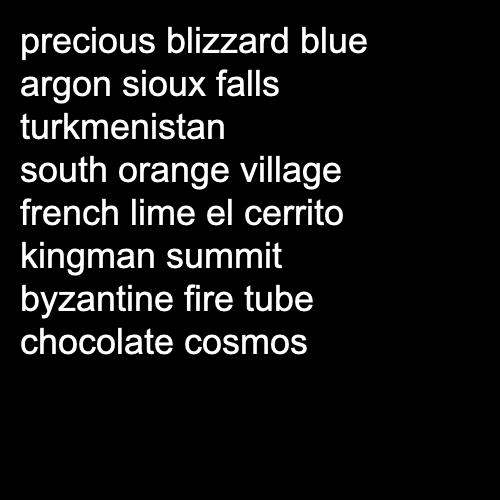 precious blizzard blue
argon sioux falls
turkmenistan
south orange village
french lime el cerrito
kingman summit
byzantine fire tube
chocolate cosmos